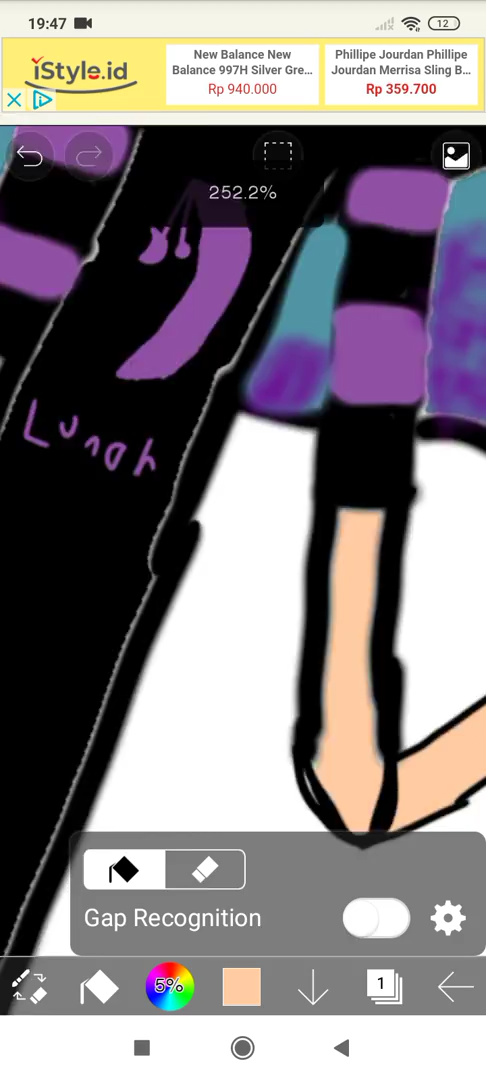 19:47
12
iStyle.id
New Balance New
Balance 997H Silver Gre...
Rp 940.000
Phillipe Jourdan Phillipe
Jourdan Merrisa Sling B...
Rp 359.700
252.2%
Lunar
Gap Recognition
5%
1